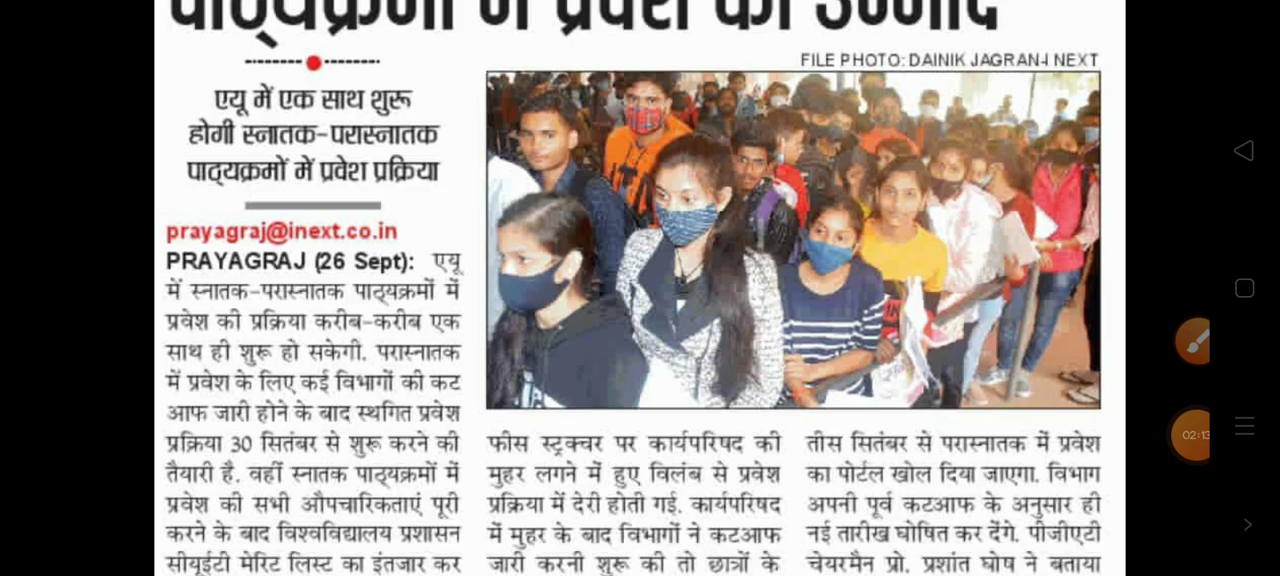 पाठ्यक्रमों में प्रवेश की उम्मीद
FILE PHOTO: DAINIK JAGRAN-I NEXT
एयू में एक साथ शुरू
होगी स्नातक-परास्नातक
पाठ्यक्रमों में प्रवेश प्रक्रिया
prayagraj@inext.co.in
PRAYAGRAJ (26 Sept): एयू
में स्नातक-परास्नातक पाठ्यक्रमों में
प्रवेश की प्रक्रिया करीब-करीब एक
साथ ही शुरू हो सकेगी. परास्नातक
में प्रवेश के लिए कई विभागों की कट
आफ जारी होने के बाद स्थगित प्रवेश
प्रक्रिया 30 सितंबर से शुरू करने की
तैयारी है. वहीं स्नातक पाठ्यक्रमों में
प्रवेश की सभी औपचारिकताएं पूरी
करने के बाद विश्वविद्यालय प्रशासन
सीयूईटी मेरिट लिस्ट का इंतजार कर
फीस स्ट्रक्चर पर कार्यपरिषद की
मुहर लगने में हुए विलंब से प्रवेश
प्रक्रिया में देरी होती गई. कार्यपरिषद
में मुहर के बाद विभागों ने कटआफ
जारी करनी शुरू की तो छात्रों के
तीस सितंबर से परास्नातक में प्रवेश
का पोर्टल खोल दिया जाएगा. विभाग
अपनी पूर्व कटआफ के अनुसार ही
नई तारीख घोषित कर देंगे. पीजीएटी
चेयरमैन प्रो. प्रशांत घोष ने बताया
02:13